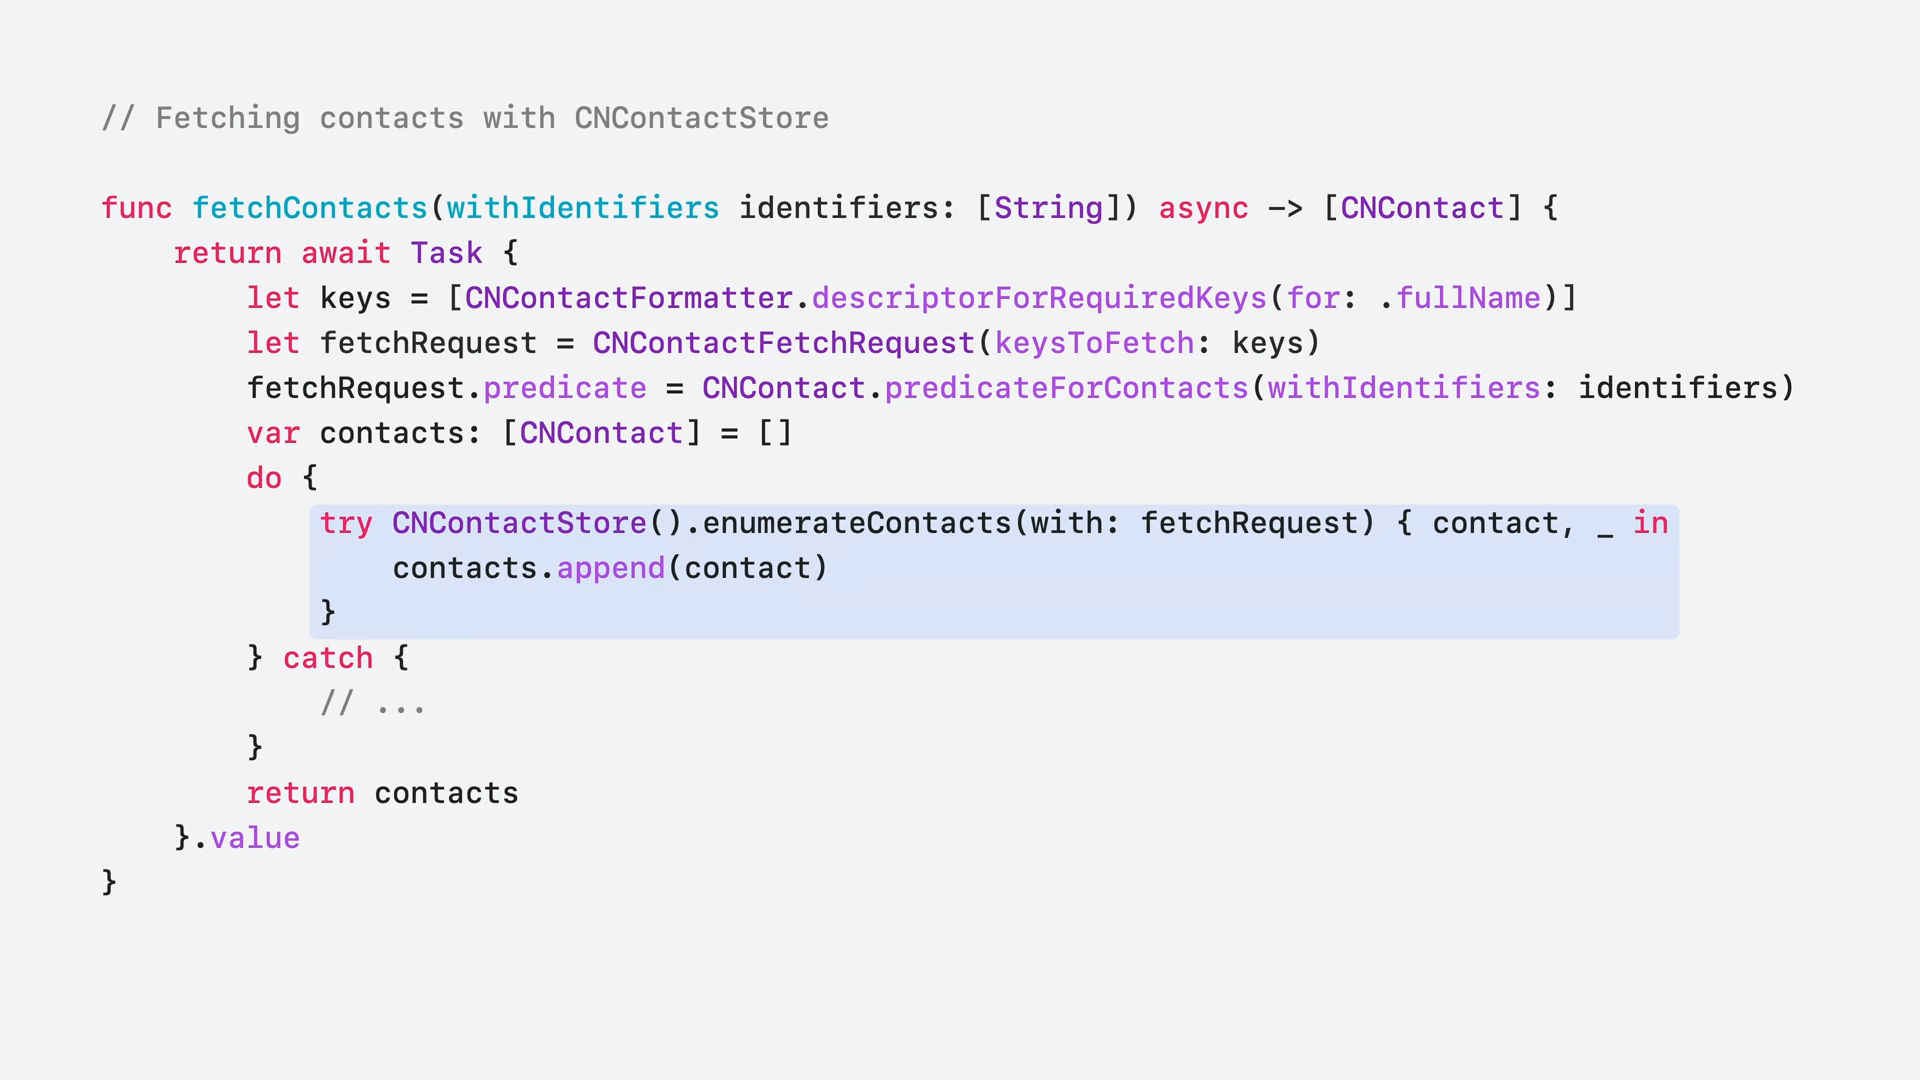 // Fetching contacts with CNContactStore
func fetchContacts(withIdentifiers identifiers: [String]) async -> [CNContact] {
return await Task {
let keys = [CNContactFormatter.descriptorForRequiredKeys(for: .fullName)]
let fetchRequest = CNContactFetchRequest(keysToFetch: keys)
fetchRequest.predicate = CNContact.predicateForContacts(withIdentifiers: identifiers)
var contacts: [CNContact] = []
do {
try CNContactStore().enumerateContacts(with: fetchRequest) { contact, _ in
contacts.append(contact)
}
} catch {
// ...
}
return contacts
}.value
}